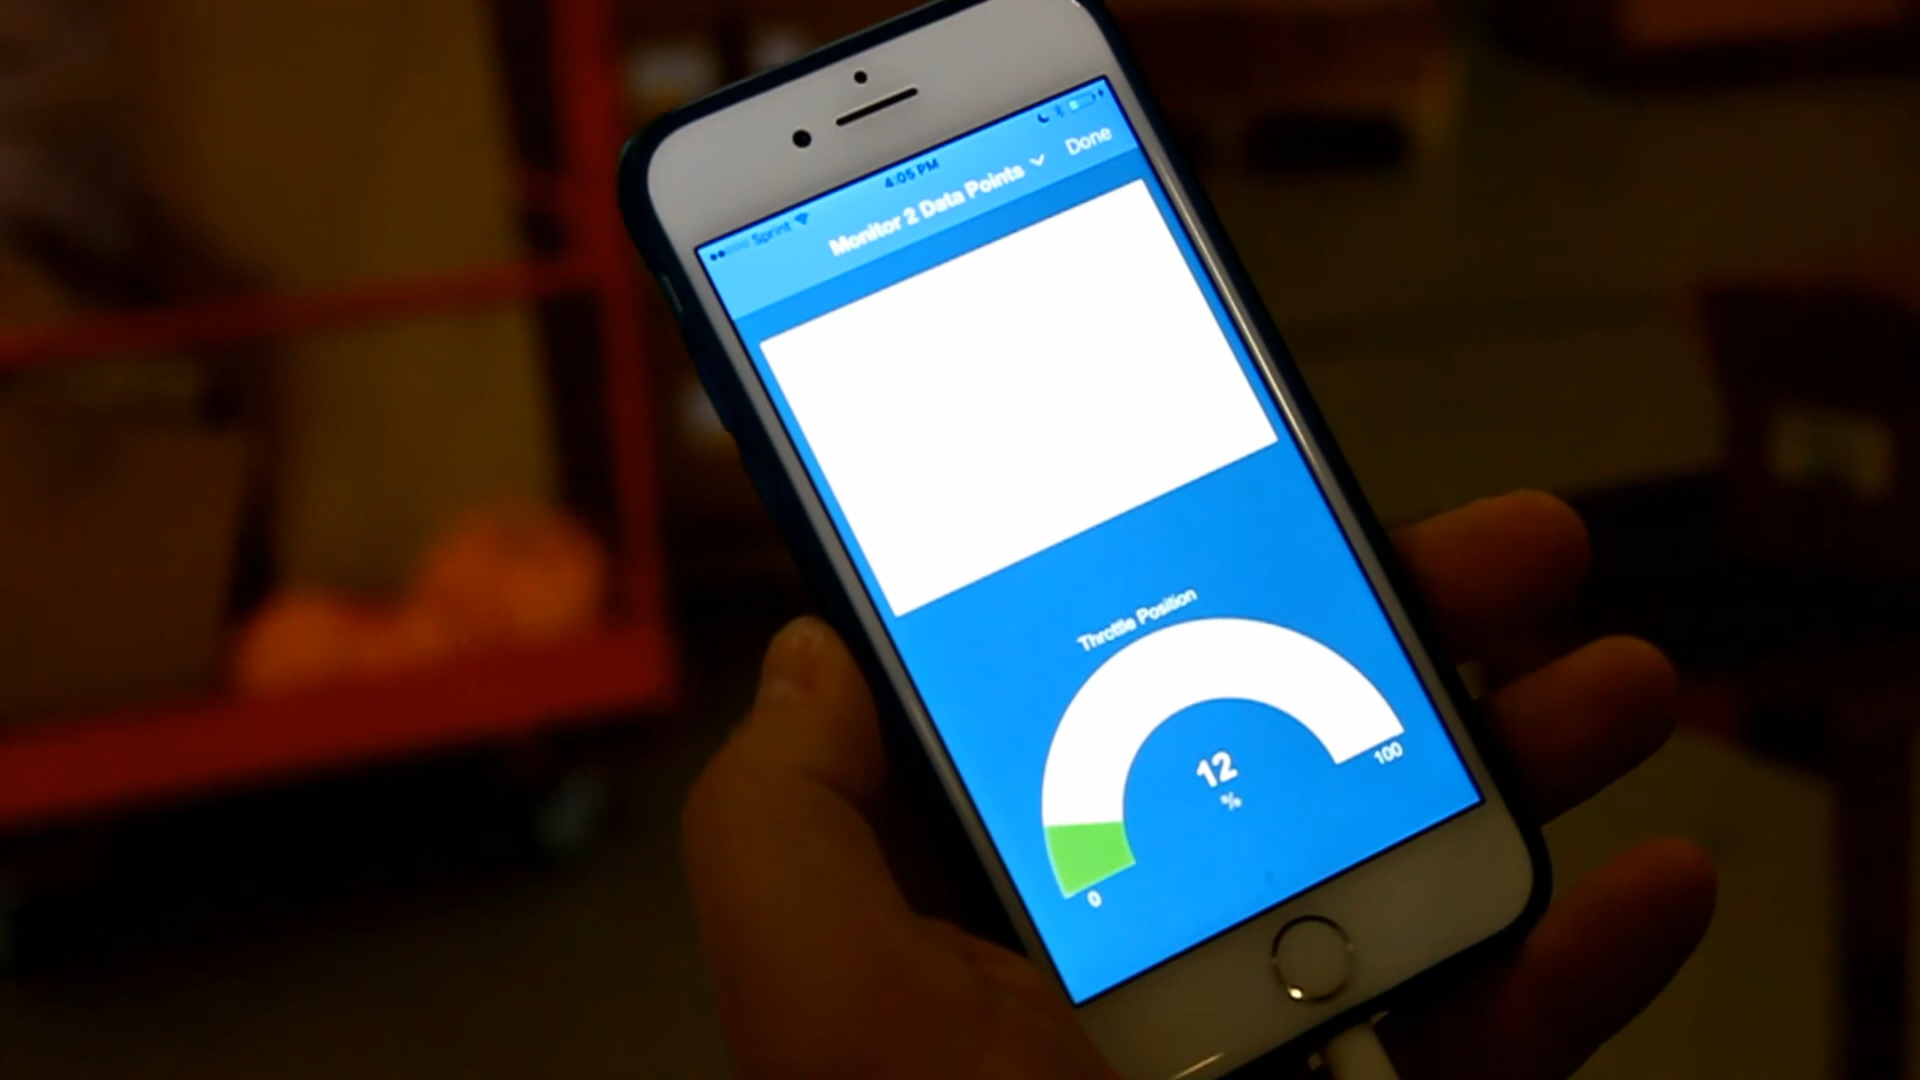 Sprint
4:05 PM
Monitor 2 Data Points
Done
Throttle Position
12
%
0
100